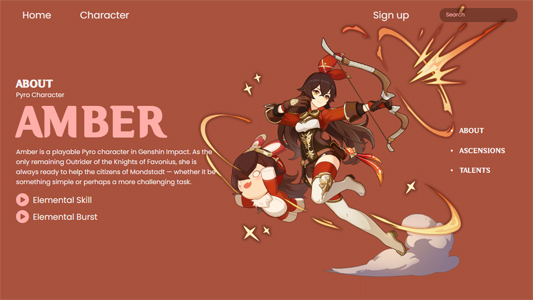 Home
Character
Sign up
Search
ABOUT
Pyro Character
AMBER
Amber is a playable Pyro character in Genshin Impact. As the
only remaining Outrider of the Knights of Favonius, she is
always ready to help the citizens of Mondstadt — whether it be
something simple or perhaps a more challenging task.
Elemental Skill
Elemental Burst
ABOUT
• ASCENSIONS
• TALENTS